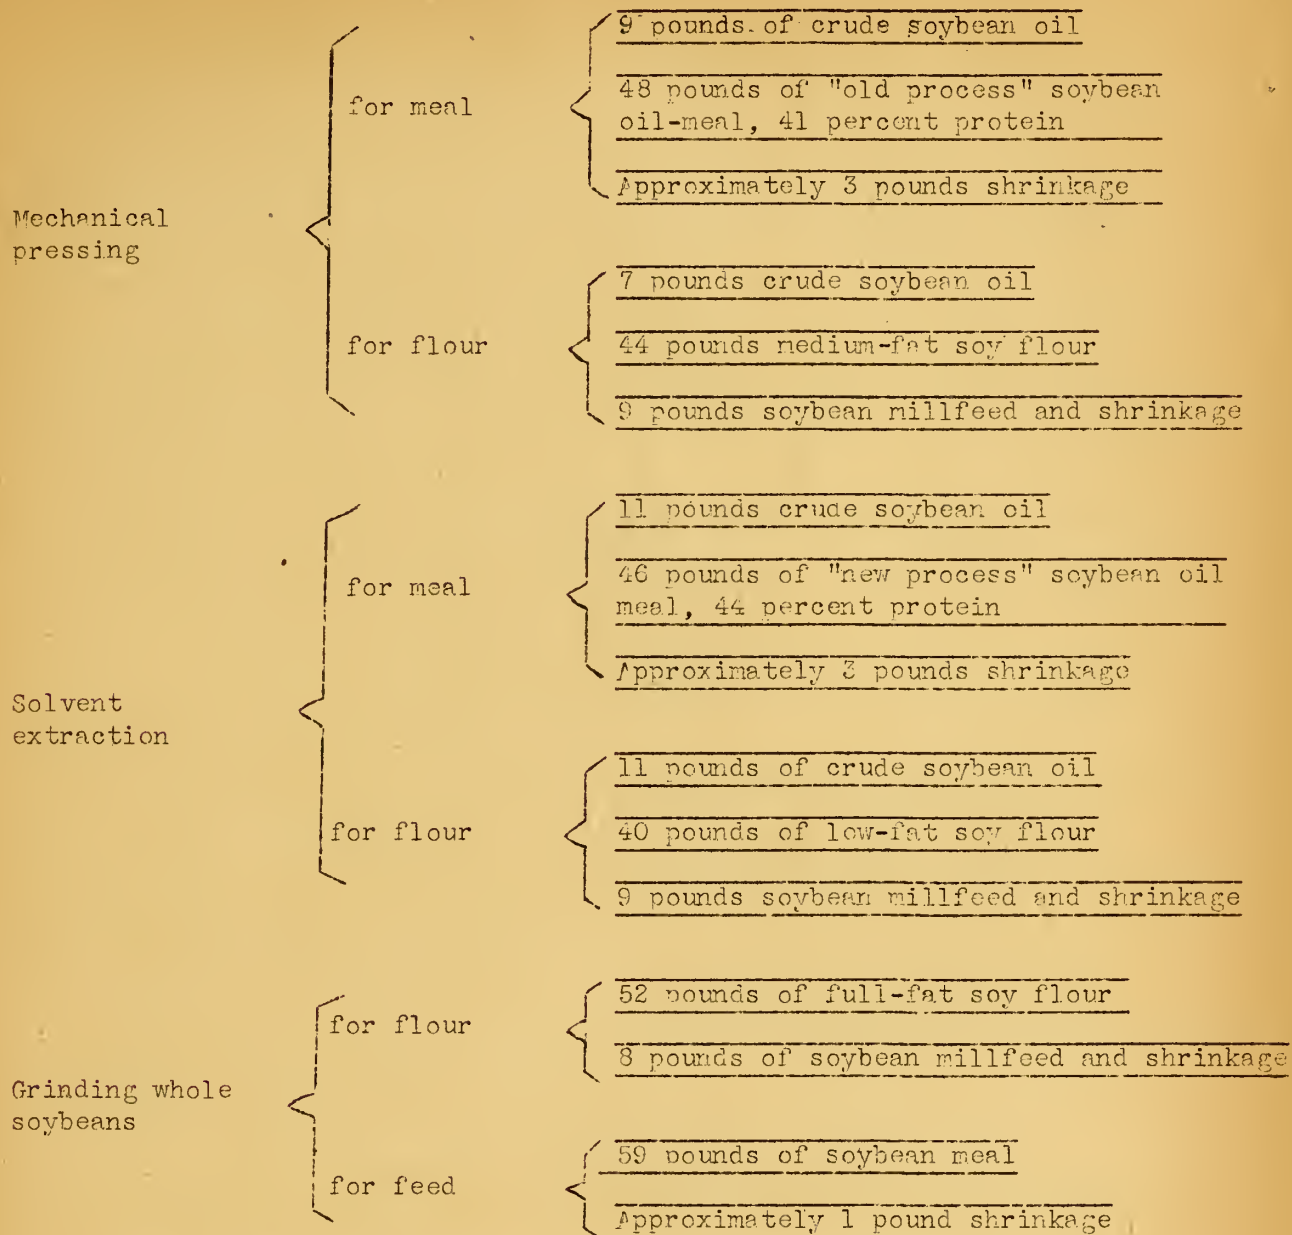 Mechanical
pressing
for meal
9 pounds of crude soybean oil
48 pounds of "old process" soybean
oil-meal, 41 percent protein
Approximately 3 pounds shrinkage
for flour
7 pounds crude soybean oil
44 pounds medium-fat soy flour
9 pounds soybean millfeed and shrinkage
Solvent
extraction
for meal
11 pounds crude soybean oil
46 pounds of "new process" soybean oil
meal, 44 percent protein
Approximately 3 pounds shrinkage
for flour
11 pounds of crude soybean oil
40 pounds of low-fat soy flour
9 pounds soybean millfeed and shrinkage
Grinding whole
soybeans
for flour
52 pounds of full-fat soy flour
8 pounds of soybean millfeed and shrinkage
for feed
59 pounds of soybean meal
Approximately 1 pound shrinkage